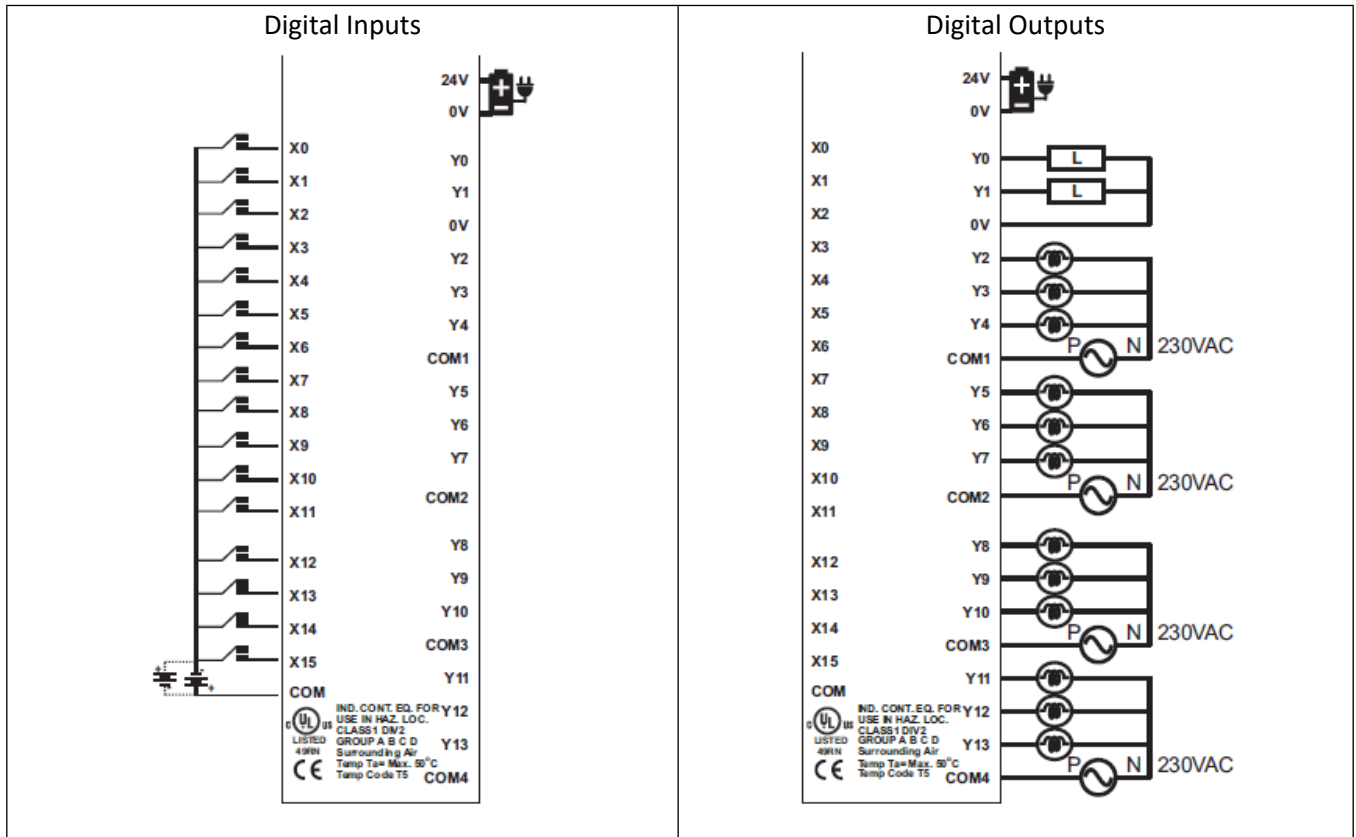 Digital Inputs
24V
0V
X0
Y0
X1
Y1
X2
0V
X3
Y2
X4
Y3
X5
Y4
X6
COM1
X7
Y5
X8
Y6
X9
Y7
X10
COM2
X11
Y8
X12
Y9
X13
Y10
X14
COM3
X15
Y11
COM
IND. CONT. EQ. FOR
USE IN HAZ. LOC.
Y12
C UL US
CLASS1 DIV2
LISTED
GROUP A B C D
49RN
Surrounding Air
Y13
CE
Temp Ta= Max. 50°C
Temp Code T5
COM4
Digital Outputs
24V
0V
X0
Y0 L
X1
Y1 L
X2
0V
X3
Y2
X4
Y3
X5
Y4
X6
COM1 P N 230VAC
X7
Y5
X8
Y6
X9
Y7
X10
COM2 P N 230VAC
X11
Y8
X12
Y9
X13
Y10
X14
COM3 P N 230VAC
X15
Y11
COM
IND. CONT. EQ. FOR
USE IN HAZ. LOC.
Y12
C UL US
CLASS1 DIV2
LISTED
GROUP A B C D
49RN
Surrounding Air
Y13
CE
Temp Ta= Max. 50°C
Temp Code T5
COM4 P N 230VAC